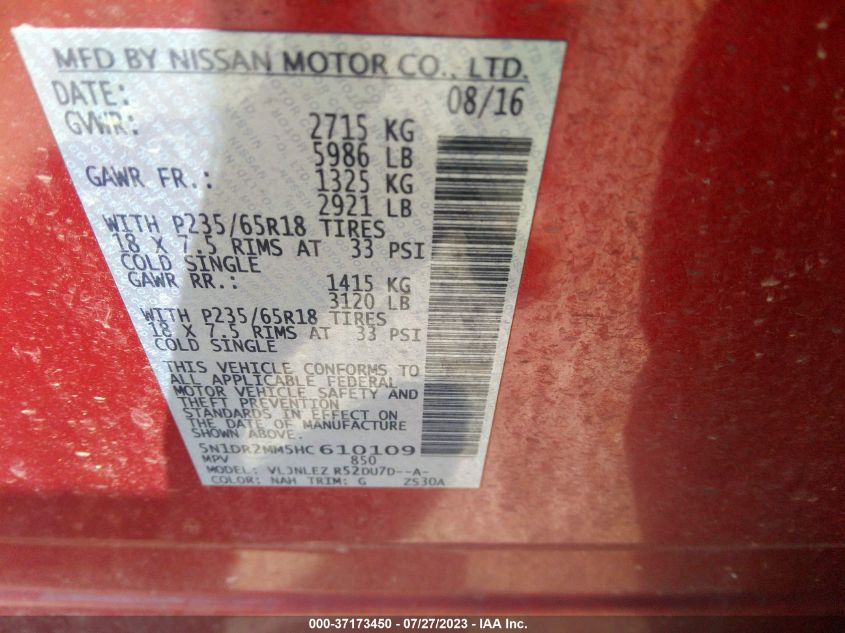 MFD BY NISSAN MOTOR CO., LTD.
DATE: 08/16
GVWR: 2715 KG
5986 LB
GAWR FR.: 1325 KG
2921 LB
WITH P235/65R18 TIRES
18 X 7.5 RIMS AT 33 PSI
COLD SINGLE
GAWR RR.: 1415 KG
3120 LB
WITH P235/65R18 TIRES
18 X 7.5 RIMS AT 33 PSI
COLD SINGLE
THIS VEHICLE CONFORMS TO
ALL APPLICABLE FEDERAL
MOTOR VEHICLE SAFETY AND
THEFT PREVENTION
STANDARDS IN EFFECT ON
THE DATE OF MANUFACTURE
SHOWN ABOVE.
5N1DR2MM5HC610109
MPV 850
MODEL: VLJNLEZ R52DU7D--A-
COLOR: NAH TRIM: G ZS30A
000-37173450 / 07/27/2023 - IAA Inc.